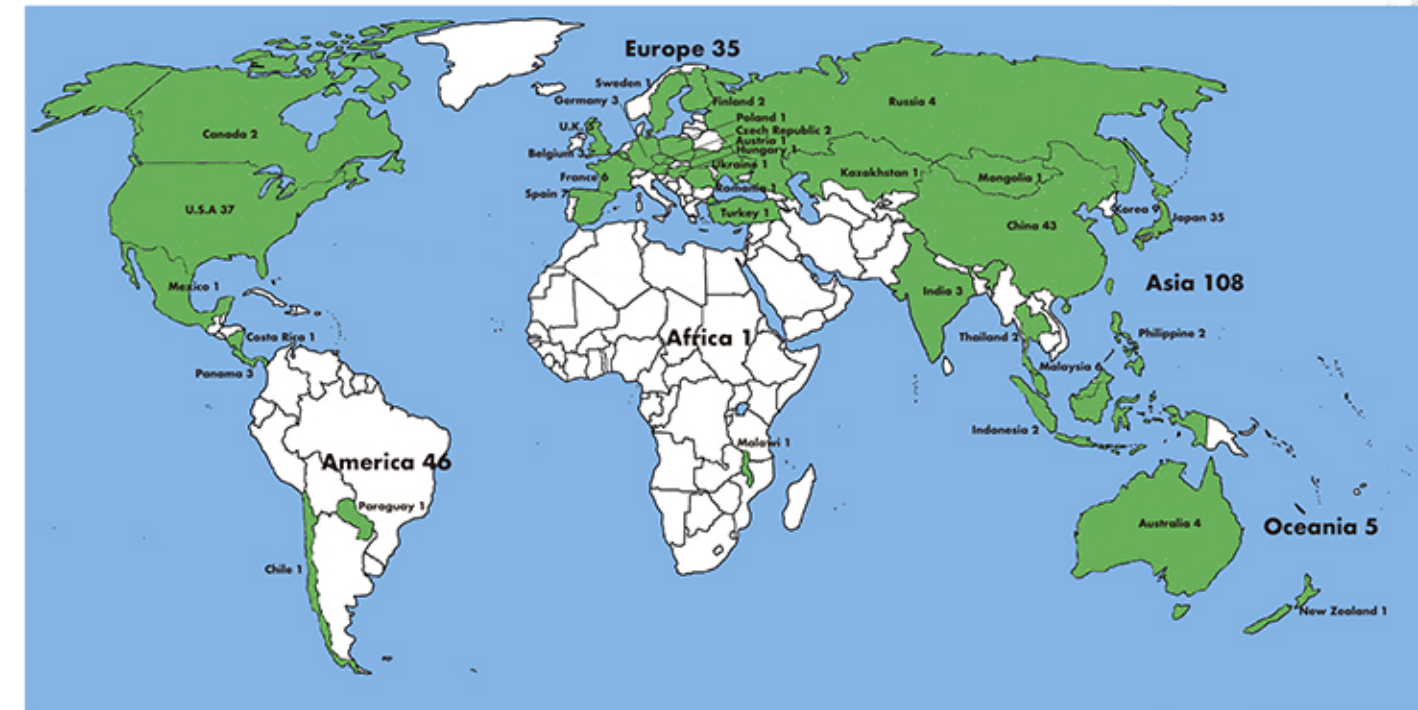 Europe 35
Sweden 1
Germany 3
Finland 2
Russia 4
Poland 1
U.K.
Czech Republic 2
Canada 2
Austria 1
Hungary 1
Belgium 3
Ukraine 1
France 6
Kazakhstan 1
Mongolia 1
Spain 7
Romania 1
U.S.A 37
Turkey 1
Korea 9
Japan 35
China 43
Mexico 1
India 3
Asia 108
Costa Rica 1
Africa 1
Thailand 2
Philippine 2
Panama 3
Malaysia 6
Indonesia 2
Malawi 1
America 46
Paraguay 1
Australia 4
Oceania 5
Chile 1
New Zealand 1